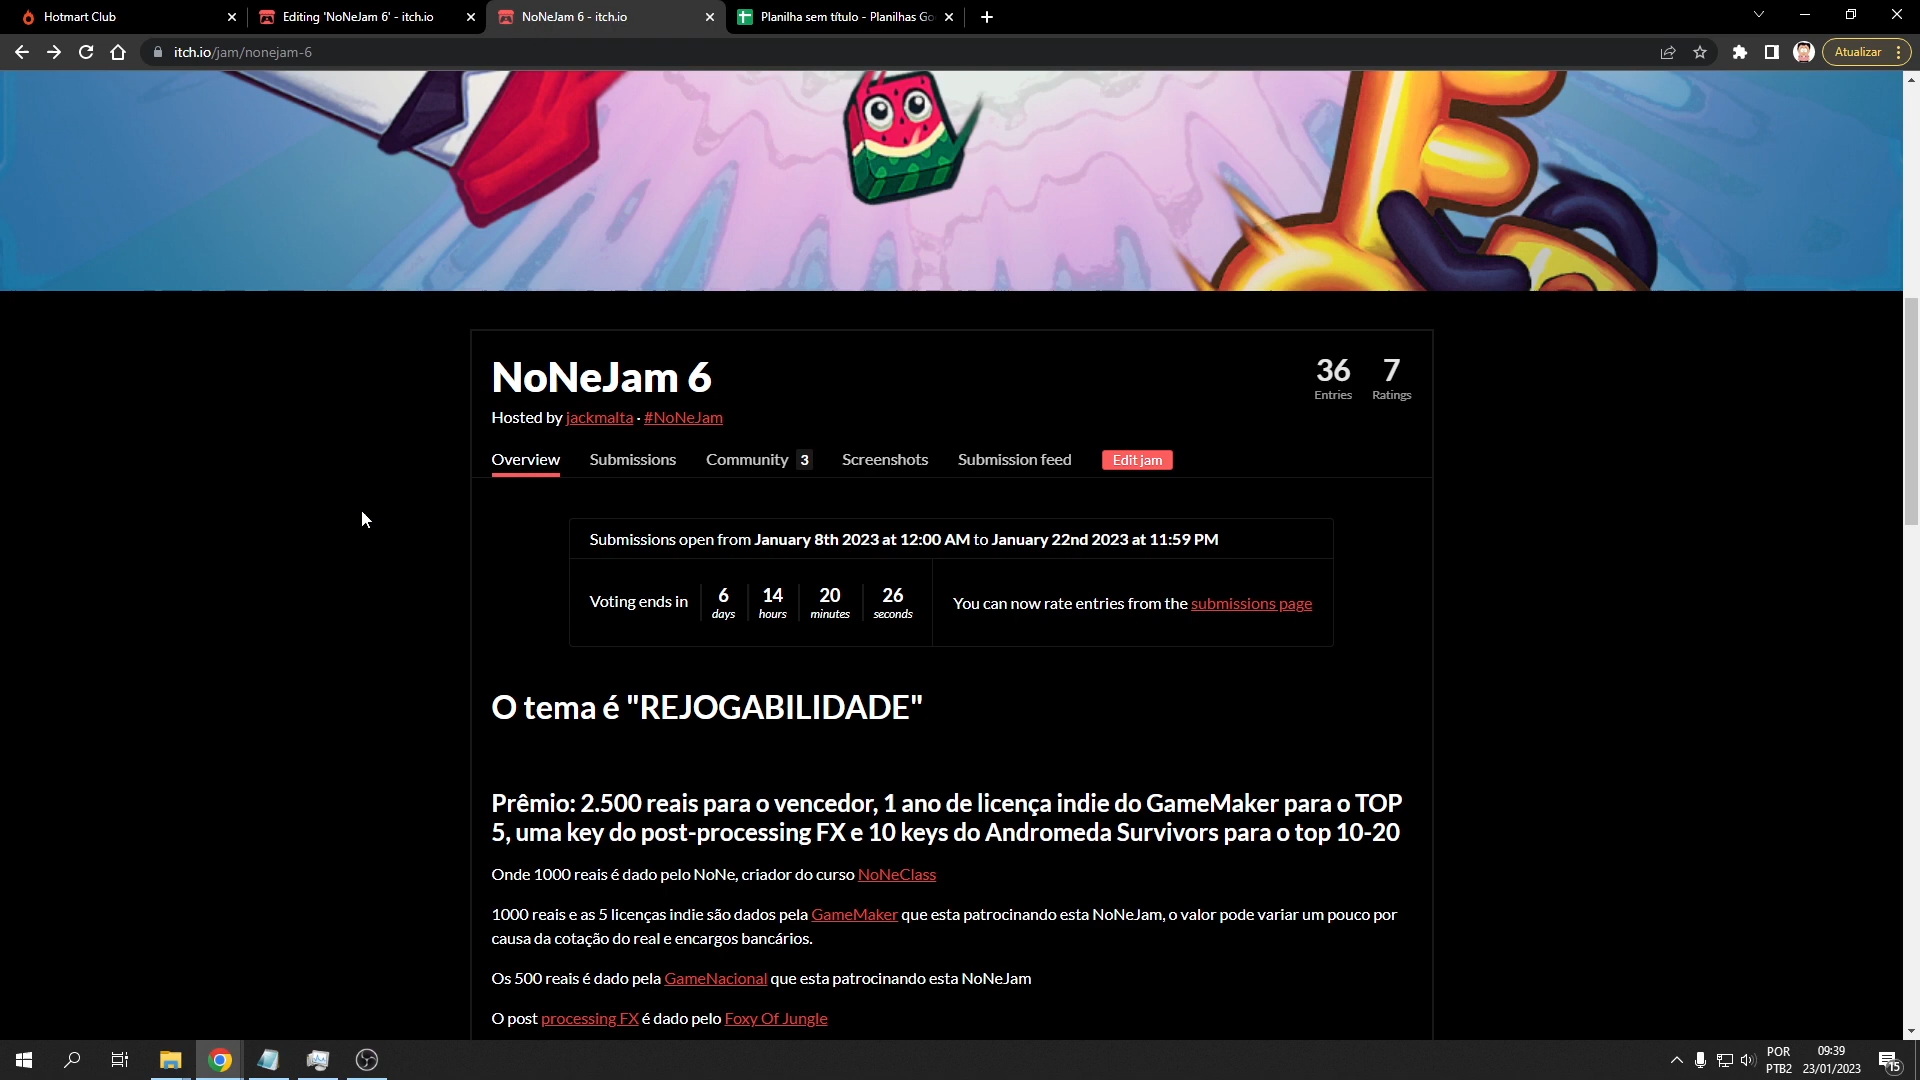 Hotmart Club
Editing 'NoNeJam 6' - itch.io
NoNeJam 6 - itch.io
Planilha sem título - Planilhas Go
itch.io/jam/nonejam-6
Atualizar
NoNeJam 6
36 7
Entries Ratings
Hosted by jackmalta · #NoNeJam
Overview Submissions Community 3 Screenshots Submission feed Edit jam
Submissions open from January 8th 2023 at 12:00 AM to January 22nd 2023 at 11:59 PM
Voting ends in 6 days 14 hours 20 minutes 26 seconds
You can now rate entries from the submissions page
O tema é "REJOGABILIDADE"
Prêmio: 2.500 reais para o vencedor, 1 ano de licença indie do GameMaker para o TOP
5, uma key do post-processing FX e 10 keys do Andromeda Survivors para o top 10-20
Onde 1000 reais é dado pelo NoNe, criador do curso NoNeClass
1000 reais e as 5 licenças indie são dados pela GameMaker que esta patrocinando esta NoNeJam, o valor pode variar um pouco por
causa da cotação do real e encargos bancários.
Os 500 reais é dado pela GameNacional que esta patrocinando esta NoNeJam
O post processing FX é dado pelo Foxy Of Jungle
POR
PTB2
09:39
23/01/2023
15